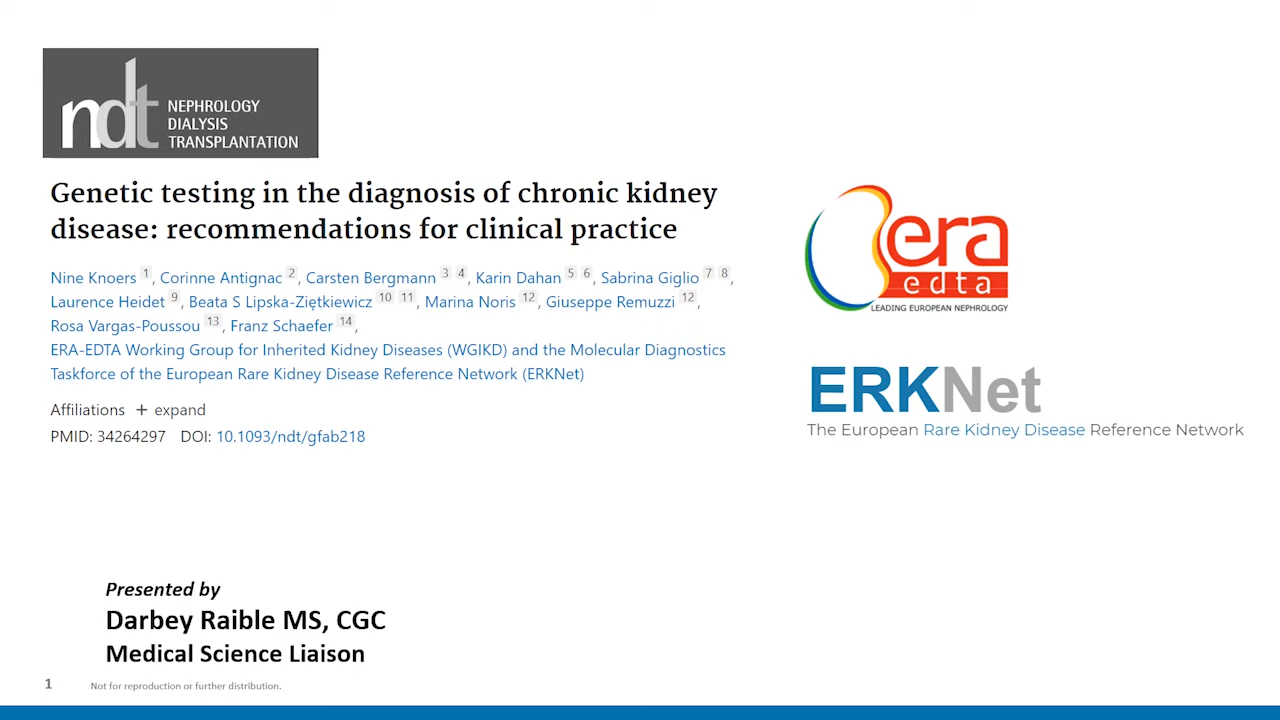 ndt NEPHROLOGY
DIALYSIS
TRANSPLANTATION
Genetic testing in the diagnosis of chronic kidney
disease: recommendations for clinical practice
Nine Knoers 1, Corinne Antignac 2, Carsten Bergmann 3 4, Karin Dahan 5 6, Sabrina Giglio 7 8,
Laurence Heidet 9, Beata S Lipska-Ziętkiewicz 10 11, Marina Noris 12, Giuseppe Remuzzi 12,
Rosa Vargas-Poussou 13, Franz Schaefer 14,
ERA-EDTA Working Group for Inherited Kidney Diseases (WGIKD) and the Molecular Diagnostics
Taskforce of the European Rare Kidney Disease Reference Network (ERKNet)
Affiliations + expand
PMID: 34264297 DOI: 10.1093/ndt/gfab218
era
edta
LEADING EUROPEAN NEPHROLOGY
ERKNet
The European Rare Kidney Disease Reference Network
Presented by
Darbey Raible MS, CGC
Medical Science Liaison
1 Not for reproduction or further distribution.